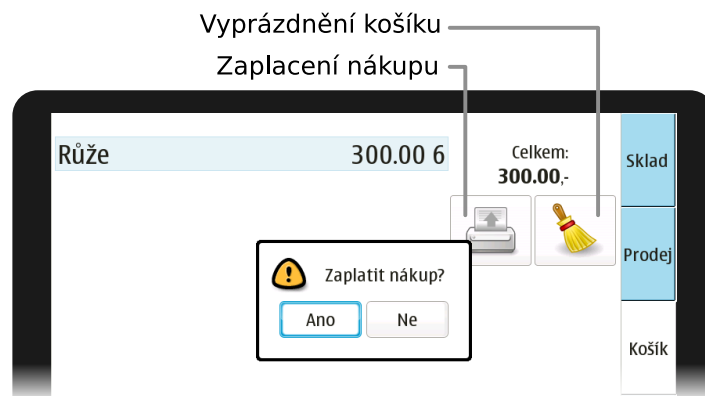 Vyprázdnění košíku
Zaplacení nákupu
Růže 300.00 6
Celkem:
300.00,-
Sklad
Prodej
Košík
Zaplatit nákup?
Ano Ne